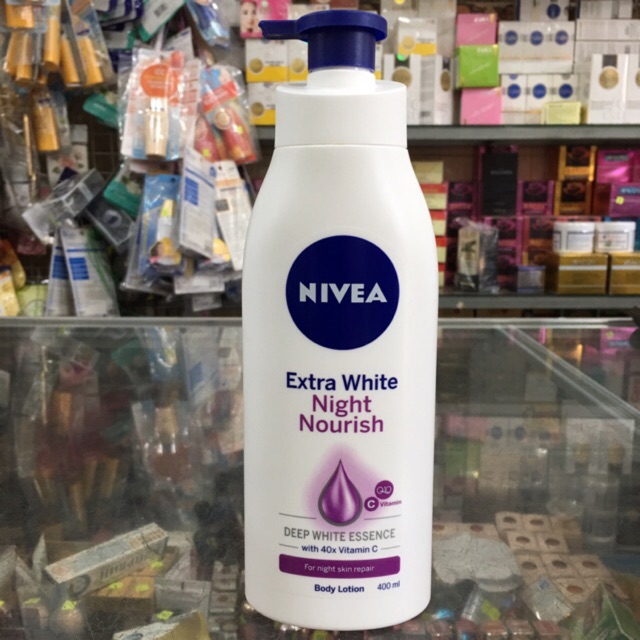 NIVEA
Extra White
Night
Nourish
Q10
C Vitamin
DEEP WHITE ESSENCE
with 40x Vitamin C
For night skin repair
Body Lotion 400 ml